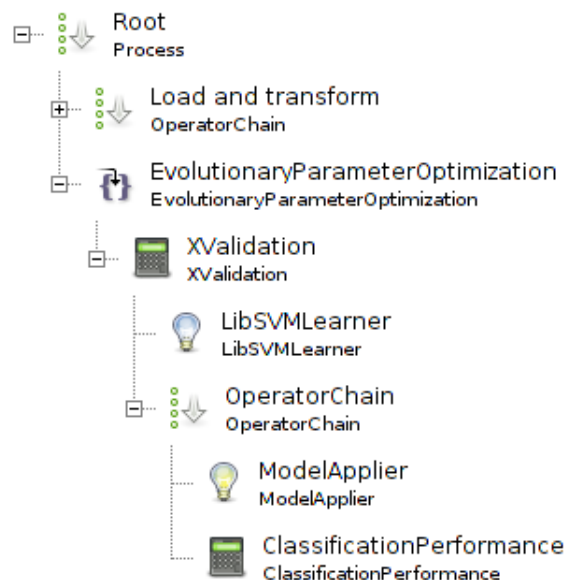 Root
Process
Load and transform
OperatorChain
EvolutionaryParameterOptimization
EvolutionaryParameterOptimization
XValidation
XValidation
LibSVMLearner
LibSVMLearner
OperatorChain
OperatorChain
ModelApplier
ModelApplier
ClassificationPerformance
ClassificationPerformance